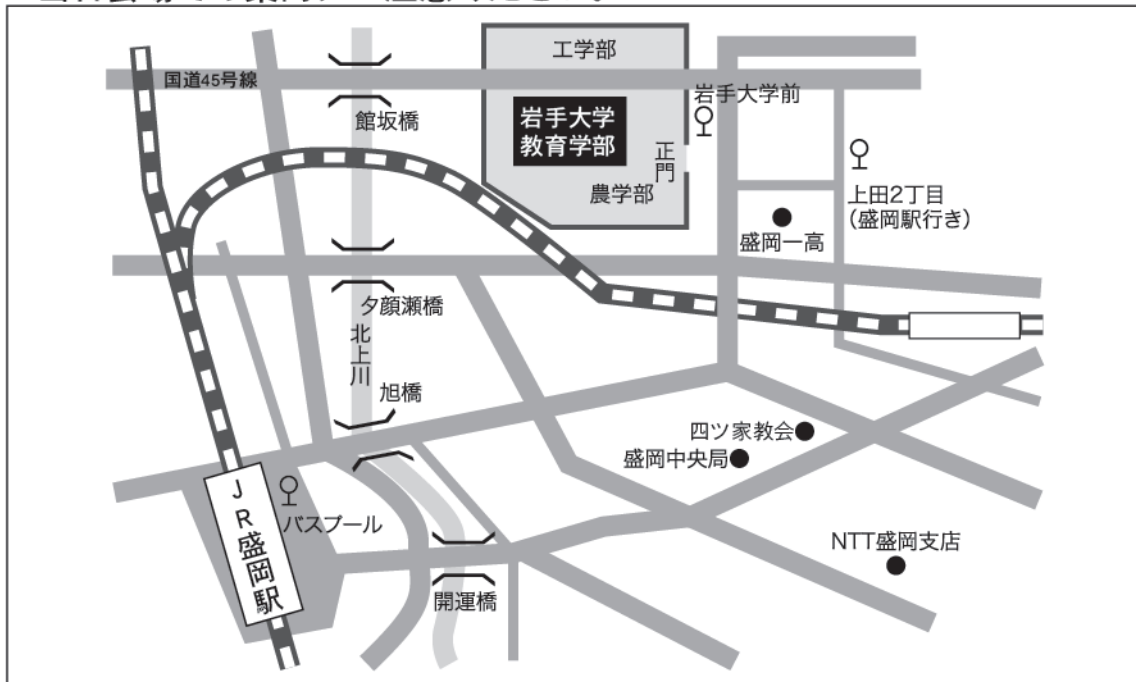 工学部
国道45号線
岩手大学前
館坂橋
岩手大学
教育学部
正門
農学部
上田2丁目
(盛岡駅行き)
盛岡一高
夕顔瀬橋
北上川
旭橋
四ツ家教会
盛岡中央局
JR盛岡駅
バスプール
NTT盛岡支店
開運橋